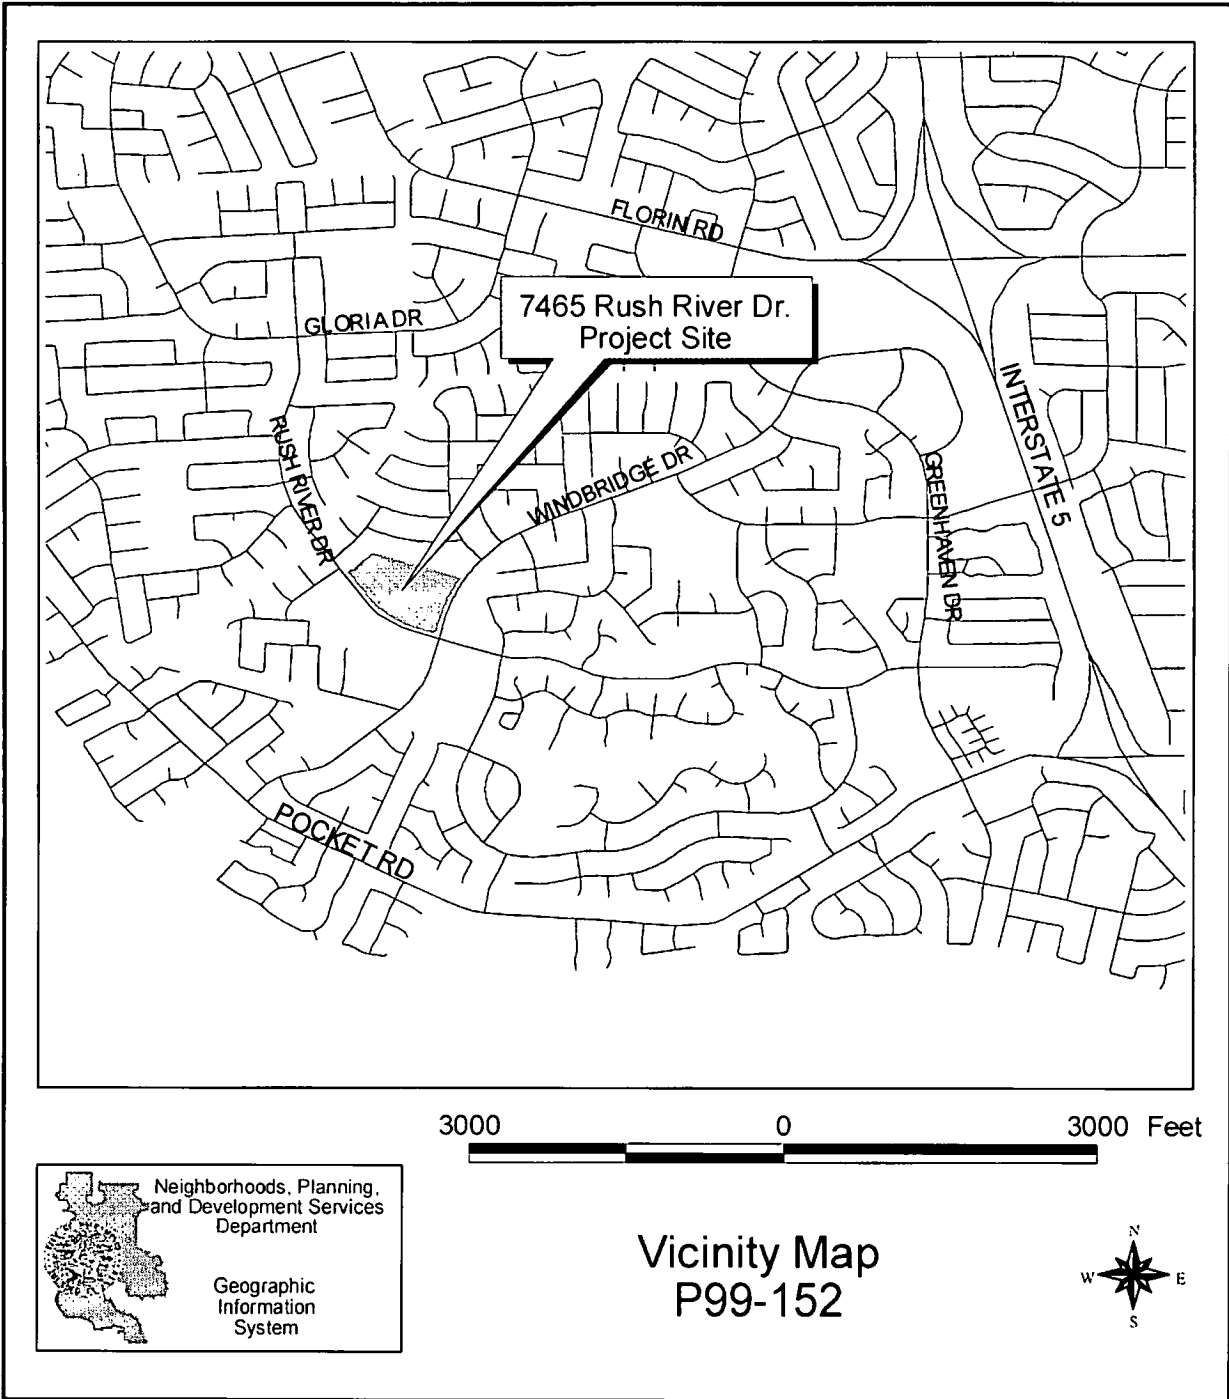 FLORIN RD
7465 Rush River Dr.
Project Site
GLORIA DR
INTERSTATE 5
RUSH RIVER DR
WINDBRIDGE DR
GREENHAVEN DR
POCKET RD
3000 0 3000 Feet
Neighborhoods, Planning,
and Development Services
Department
Geographic
Information
System
Vicinity Map
P99-152
N
W E
S